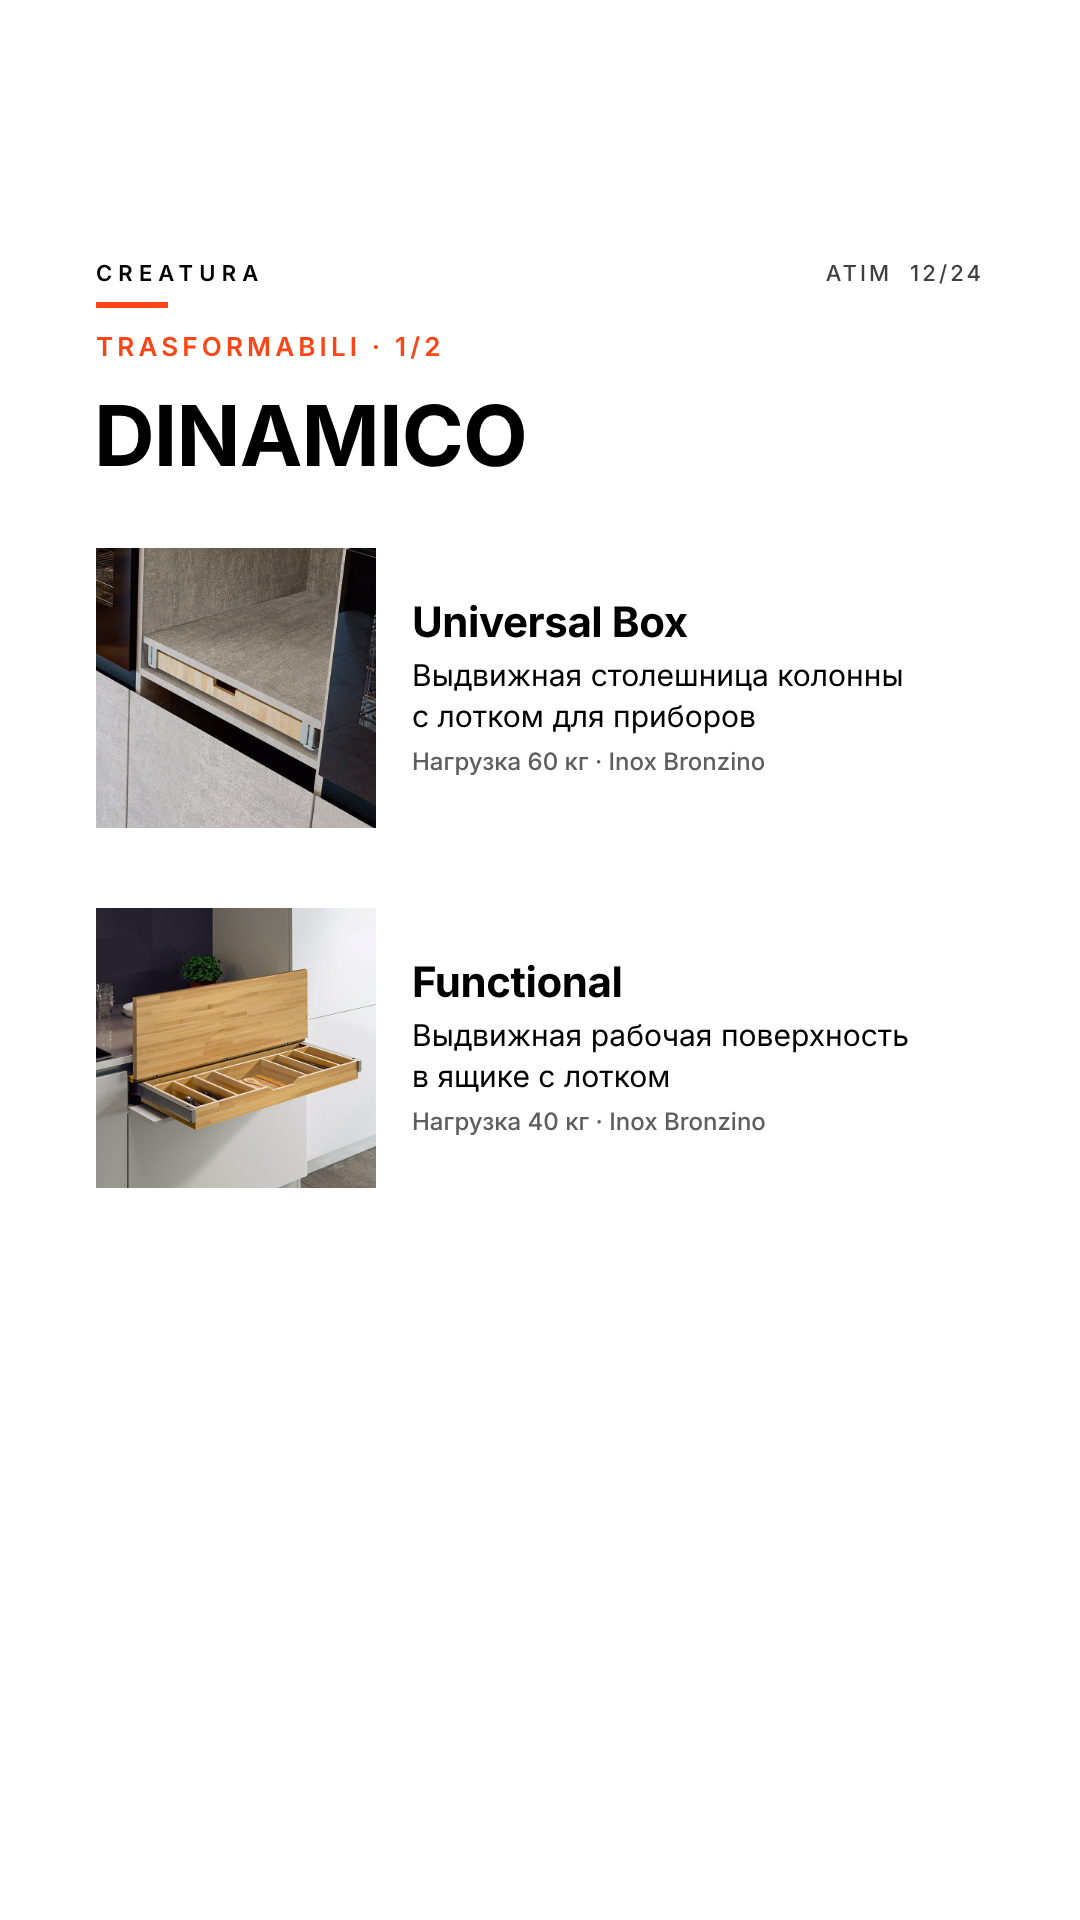 CREATURA
ATIM 12/24
TRASFORMABILI · 1/2
DINAMICO
Universal Box
Выдвижная столешница колонны
с лотком для приборов
Нагрузка 60 кг · Inox Bronzino
Functional
Выдвижная рабочая поверхность
в ящике с лотком
Нагрузка 40 кг · Inox Bronzino